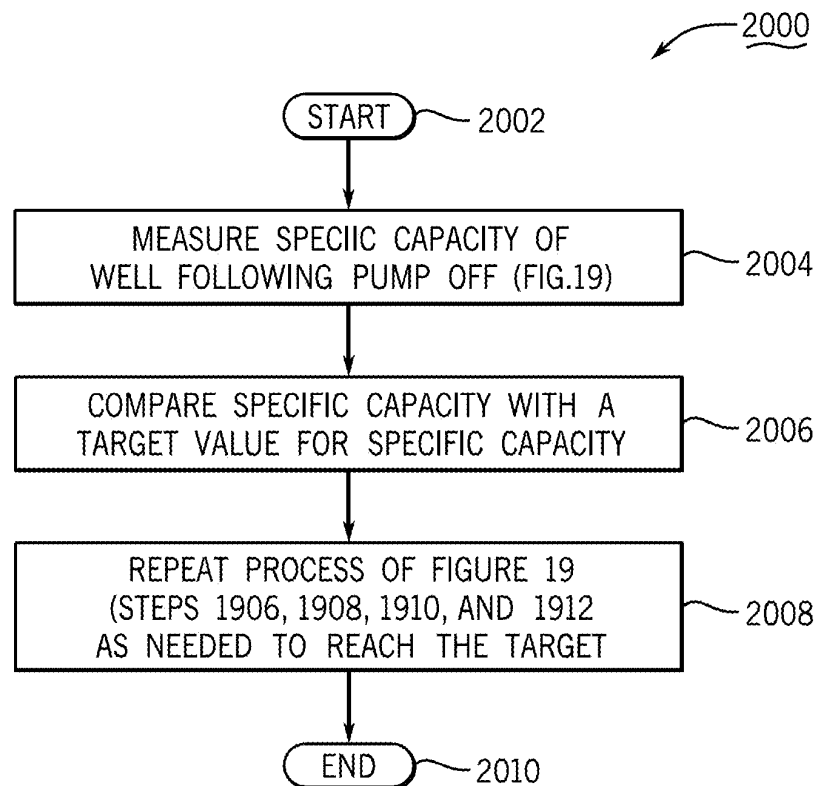 2000
START
2002
MEASURE SPECIIC CAPACITY OF
WELL FOLLOWING PUMP OFF (FIG.19)
2004
COMPARE SPECIFIC CAPACITY WITH A
TARGET VALUE FOR SPECIFIC CAPACITY
2006
REPEAT PROCESS OF FIGURE 19
(STEPS 1906, 1908, 1910, AND 1912
AS NEEDED TO REACH THE TARGET
2008
END
2010